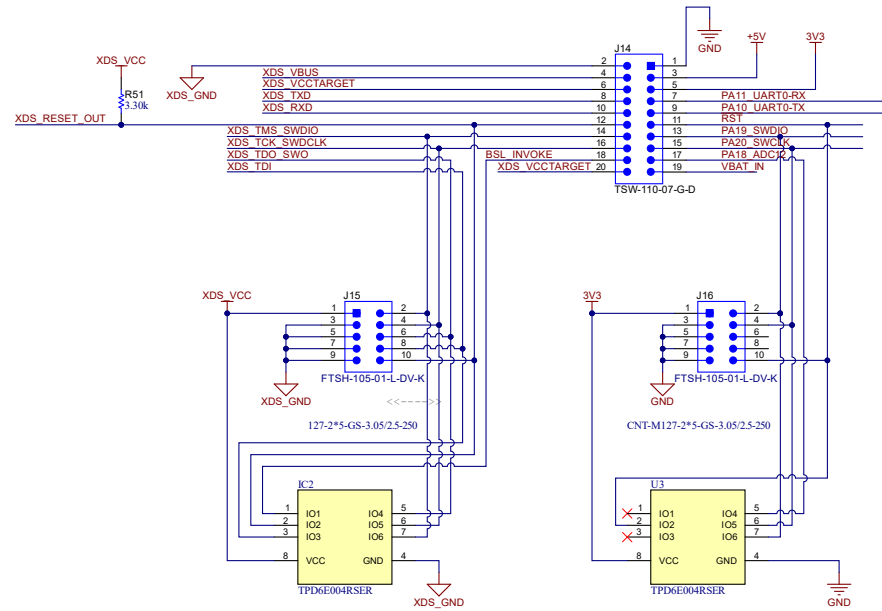 J14
GND
+5V
3V3
XDS_VCC
XDS_GND
R51
3.30k
XDS_RESET_OUT
XDS_VBUS
XDS_VCCTARGET
XDS_TXD
XDS_RXD
XDS_TMS_SWDIO
XDS_TCK_SWDCLK
XDS_TDO_SWO
XDS_TDI
BSL_INVOKE
XDS_VCCTARGET
2 1
4 3
6 5
8 7
10 9
12 11
14 13
16 15
18 17
20 19
PA11_UART0-RX
PA10_UART0-TX
RST
PA19_SWDIO
PA20_SWCLK
PA18_ADC12
VBAT_IN
TSW-110-07-G-D
XDS_VCC
J15
1 2
3 4
5 6
7 8
9 10
FTSH-105-01-L-DV-K
XDS_GND
<<---->>
127-2*5-GS-3.05/2.5-250
3V3
J16
1 2
3 4
5 6
7 8
9 10
FTSH-105-01-L-DV-K
GND
CNT-M127-2*5-GS-3.05/2.5-250
IC2
1 IO1 IO4 5
2 IO2 IO5 6
3 IO3 IO6 7
8 VCC GND 4
TPD6E004RSER
XDS_GND
U3
1 IO1 IO4 5
2 IO2 IO5 6
3 IO3 IO6 7
8 VCC GND 4
TPD6E004RSER
GND